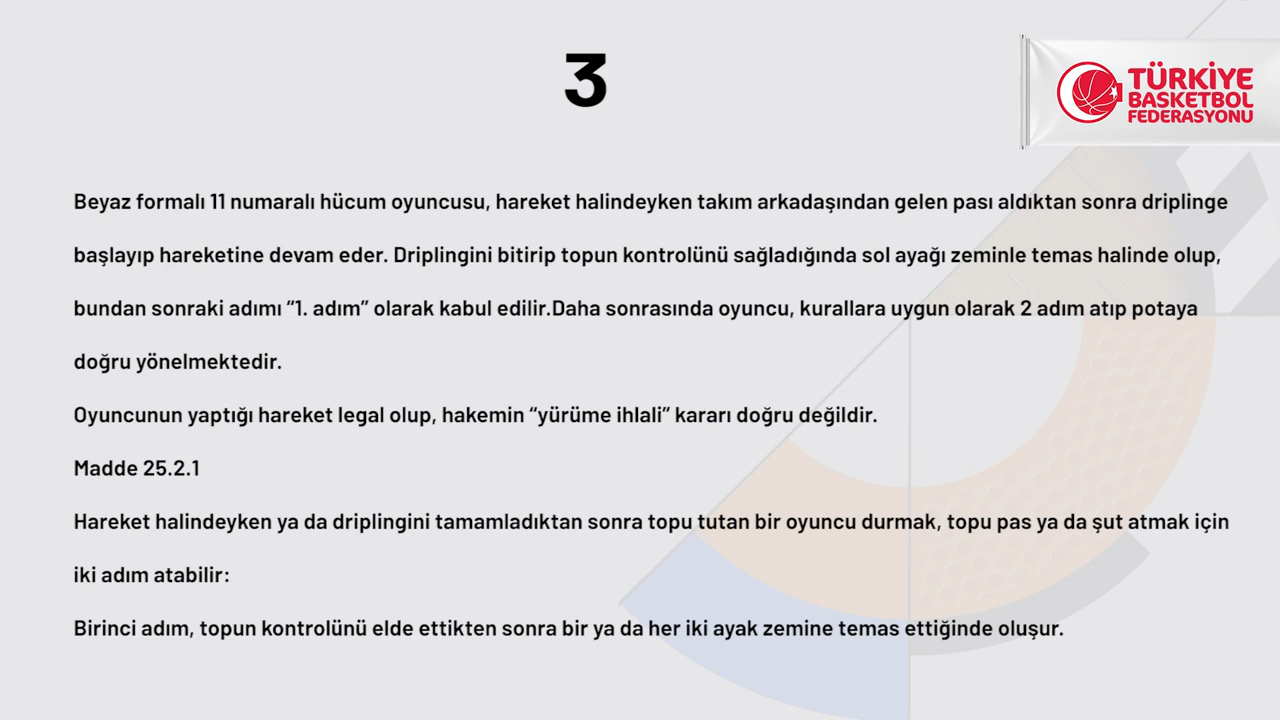 3
TÜRKİYE
BASKETBOL
FEDERASYONU
Beyaz formalı 11 numaralı hücum oyuncusu, hareket halindeyken takım arkadaşından gelen pası aldıktan sonra driplinge
başlayıp hareketine devam eder. Driplingini bitirip topun kontrolünü sağladığında sol ayağı zeminle temas halinde olup,
bundan sonraki adımı “1. adım” olarak kabul edilir.Daha sonrasında oyuncu, kurallara uygun olarak 2 adım atıp potaya
doğru yönelmektedir.
Oyuncunun yaptığı hareket legal olup, hakemin “yürüme ihlali” kararı doğru değildir.
Madde 25.2.1
Hareket halindeyken ya da driplingini tamamladıktan sonra topu tutan bir oyuncu durmak, topu pas ya da şut atmak için
iki adım atabilir:
Birinci adım, topun kontrolünü elde ettikten sonra bir ya da her iki ayak zemine temas ettiğinde oluşur.